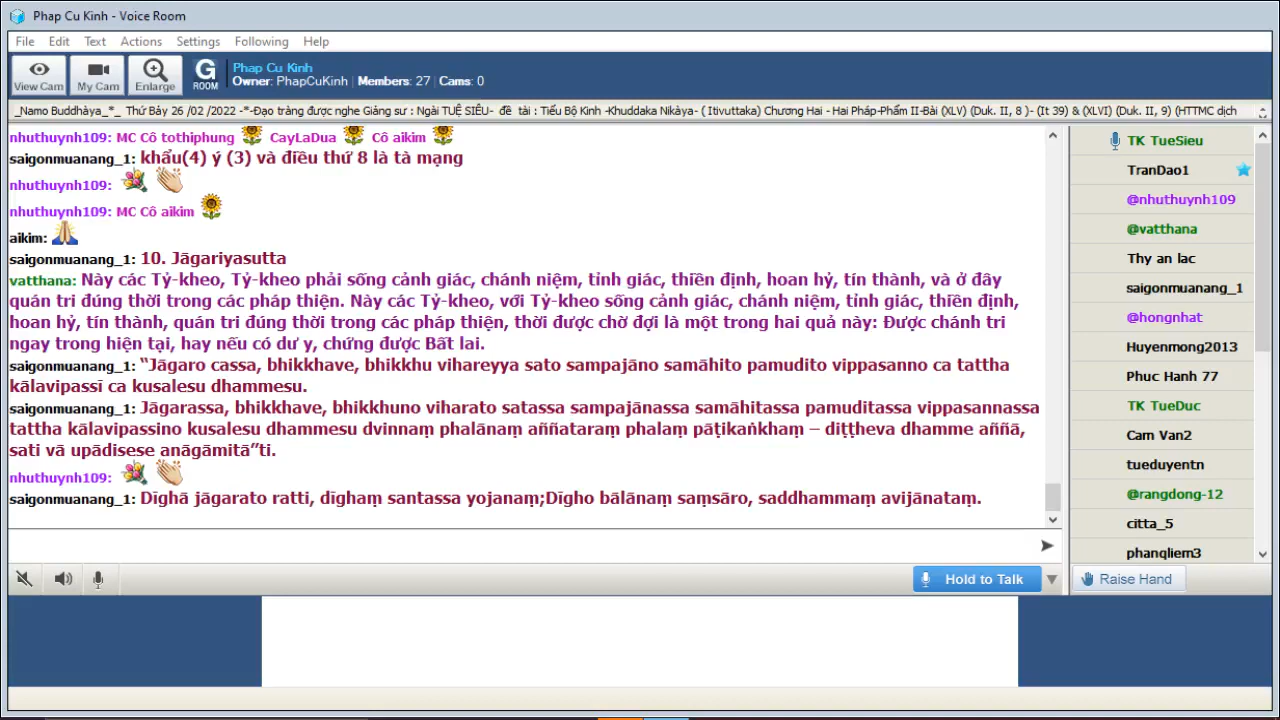 Phap Cu Kinh - Voice Room
File Edit Text Actions Settings Following Help
View Cam
My Cam
Enlarge
G ROOM
Phap Cu Kinh
Owner: PhapCuKinh | Members: 27 | Cams: 0
_Namo Buddhàya_*_ Thứ Bảy 26 /02 /2022 -*-Đạo tràng được nghe Giảng sư : Ngài TUỆ SIÊU- đề tài : Tiểu Bộ Kinh -Khuddaka Nikàya- ( Itivuttaka) Chương Hai - Hai Pháp-Phẩm II-Bài (XLV) (Duk. II, 8 )- (It 39) & (XLVI) (Duk. II, 9) (HTTMC dịch
nhuthuynh109: MC Cô tothiphung 🌻 CayLaDua 🌻 Cô aikim 🌻
saigonmuanang_1: khẩu(4) ý (3) và điều thứ 8 là tà mạng
nhuthuynh109: 💐 👏
nhuthuynh109: MC Cô aikim 🌻
aikim: 🙏
saigonmuanang_1: 10. Jāgariyasutta
vatthana: Này các Tỷ-kheo, Tỷ-kheo phải sống cảnh giác, chánh niệm, tỉnh giác, thiền định, hoan hỷ, tín thành, và ở đây
quán tri đúng thời trong các pháp thiện. Này các Tỷ-kheo, với Tỷ-kheo sống cảnh giác, chánh niệm, tỉnh giác, thiền định,
hoan hỷ, tín thành, quán tri đúng thời trong các pháp thiện, thời được chờ đợi là một trong hai quả này: Được chánh tri
ngay trong hiện tại, hay nếu có dư y, chứng được Bất lai.
saigonmuanang_1: “Jāgaro cassa, bhikkhave, bhikkhu vihareyya sato sampajāno samāhito pamudito vippasanno ca tattha
kālavipassī ca kusalesu dhammesu.
saigonmuanang_1: Jāgarassa, bhikkhave, bhikkhuno viharato satassa sampajānassa samāhitassa pamuditassa vippasannassa
tattha kālavipassino kusalesu dhammesu dvinnaṃ phalānaṃ aññataraṃ phalaṃ pāṭikaṅkhaṃ – diṭṭheva dhamme aññā,
sati vā upādisese anāgāmitā”ti.
nhuthuynh109: 💐 👏
saigonmuanang_1: Dīghā jāgarato ratti, dīghaṃ santassa yojanaṃ;Dīgho bālānaṃ saṃsāro, saddhammaṃ avijānataṃ.
Hold to Talk
TK TueSieu
TranDao1
@nhuthuynh109
@vatthana
Thy an lac
saigonmuanang_1
@hongnhat
Huyenmong2013
Phuc Hanh 77
TK TueDuc
Cam Van2
tueduyentn
@rangdong-12
citta_5
phanqliem3
Raise Hand